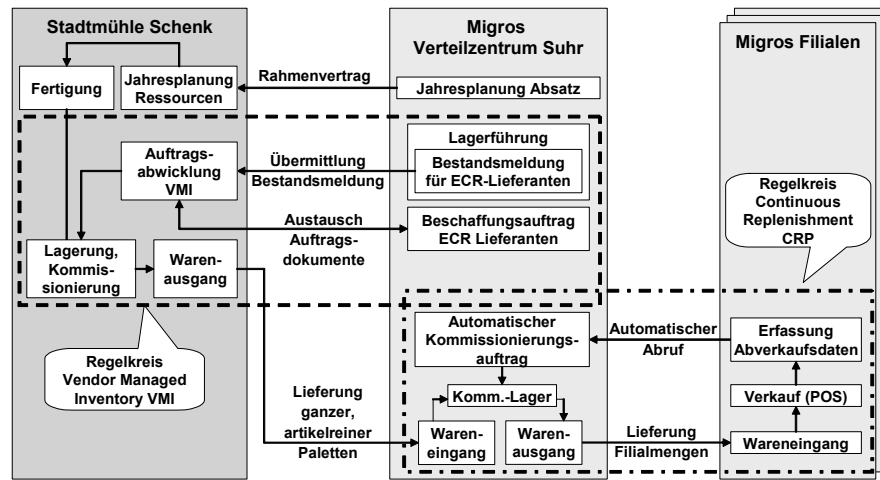 Stadtmühle Schenk
Fertigung
Jahresplanung
Ressourcen
Rahmenvertrag
Migros
Verteilzentrum Suhr
Jahresplanung Absatz
Migros Filialen
Auftrags-
abwicklung
VMI
Übermittlung
Bestandsmeldung
Lagerführung
Bestandsmeldung
für ECR-Lieferanten
Austausch
Auftrags-
dokumente
Beschaffungsauftrag
ECR Lieferanten
Regelkreis
Continuous
Replenishment
CRP
Lagerung,
Kommis-
sionierung
Waren-
ausgang
Regelkreis
Vendor Managed
Inventory VMI
Lieferung
ganzer,
artikelreiner
Paletten
Automatischer
Kommissionierungs-
auftrag
Automatischer
Abruf
Erfassung
Abverkaufsdaten
Komm.-Lager
Verkauf (POS)
Waren-
eingang
Waren-
ausgang
Lieferung
Filialmengen
Wareneingang